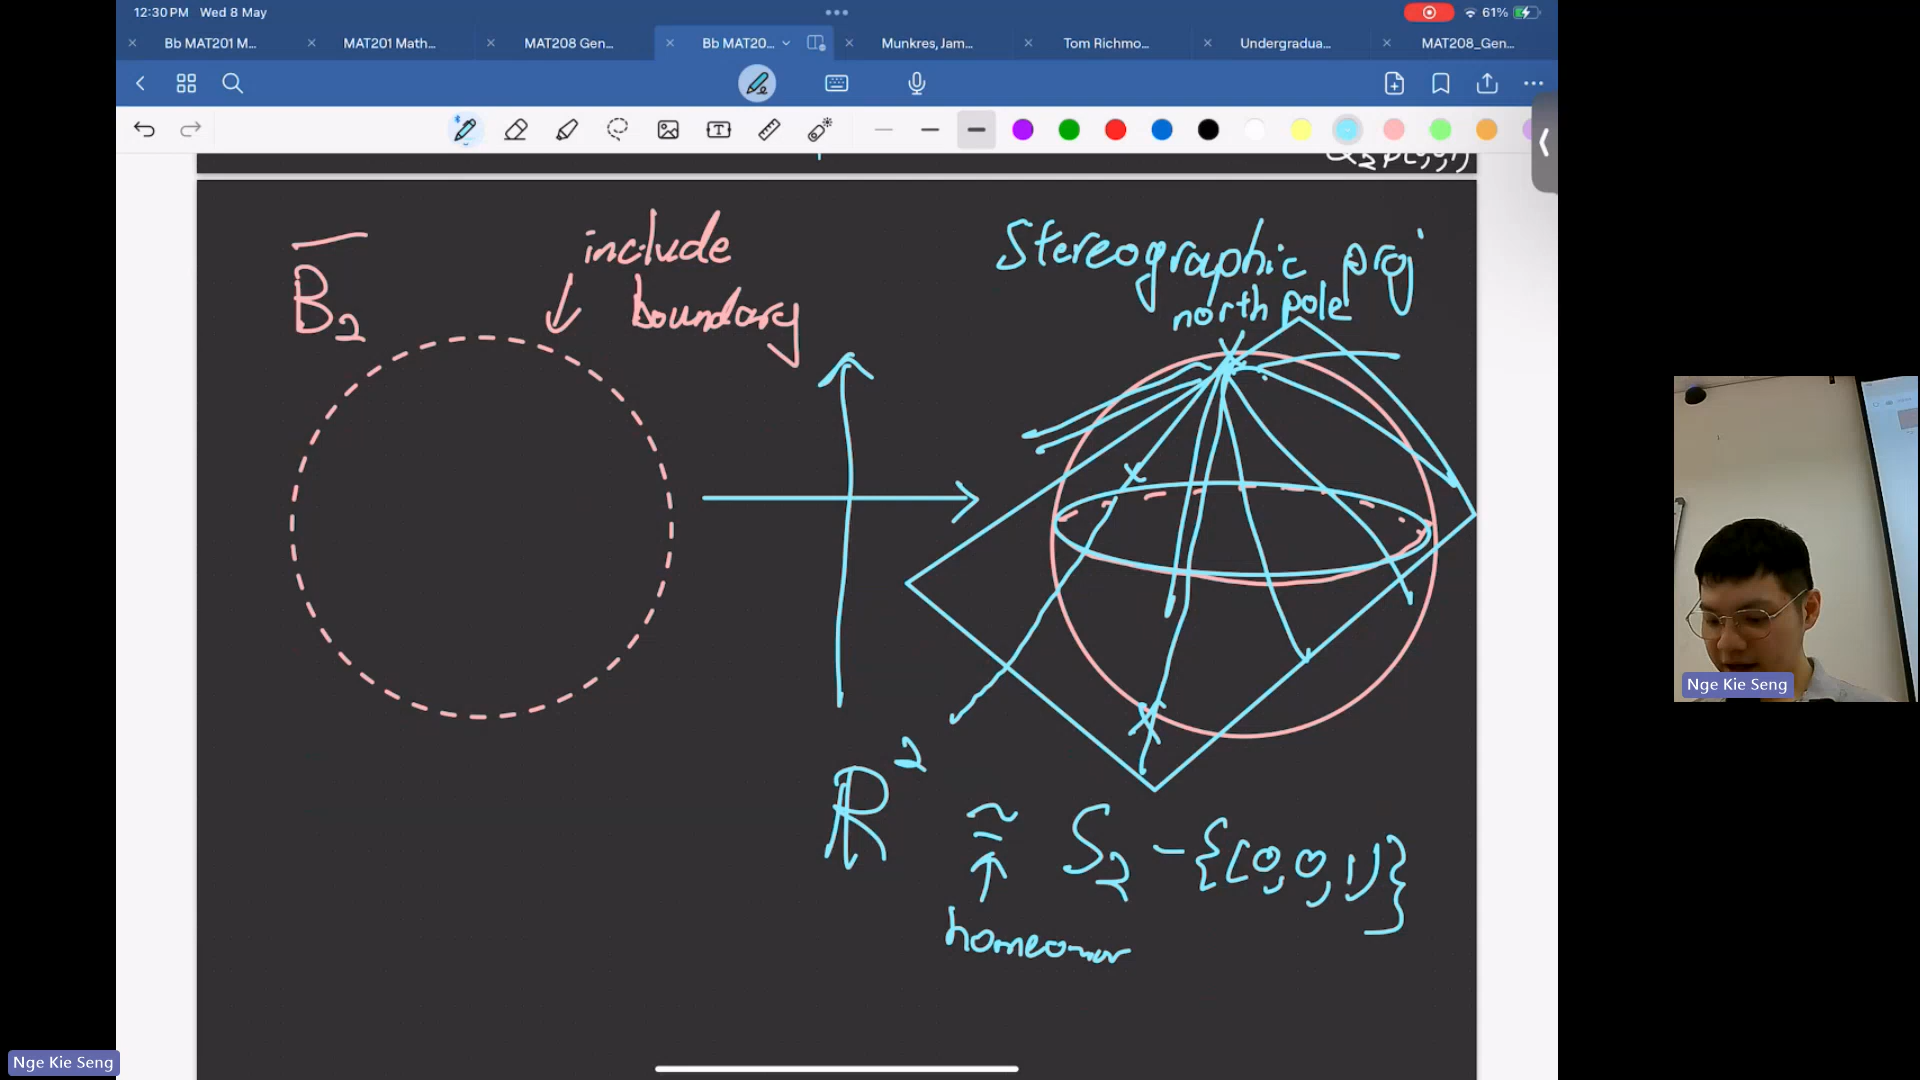 12:30 PM Wed 8 May
61%
Bb MAT201 M...
MAT201 Math...
MAT208 Gen...
Bb MAT20...
Munkres, Jam...
Tom Richmo...
Undergradua...
MAT208_Gen...
B₂
include
boundary
Stereographic proj
north pole
R² ≅ S₂ - {(0,0,1)}
homeomor
Nge Kie Seng
Nge Kie Seng